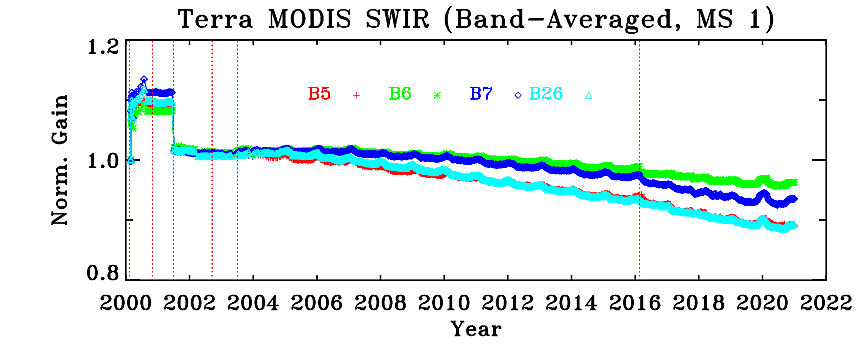 Terra MODIS SWIR (Band-Averaged, MS 1)
1.2
B5 B6 B7 B26
Norm. Gain
1.0
0.8
2000 2002 2004 2006 2008 2010 2012 2014 2016 2018 2020 2022
Year